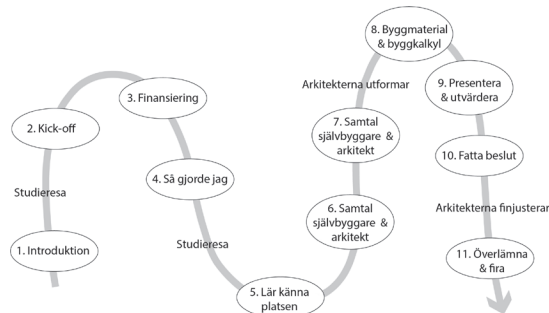 1. Introduktion
Studieresa
2. Kick-off
3. Finansiering
4. Så gjorde jag
Studieresa
5. Lär känna
platsen
6. Samtal
självbyggare &
arkitekt
7. Samtal
självbyggare &
arkitekt
Arkitekterna utformar
8. Byggmaterial
& byggkalkyl
9. Presentera
& utvärdera
10. Fatta beslut
Arkitekterna finjusterar
11. Överlämna
& fira